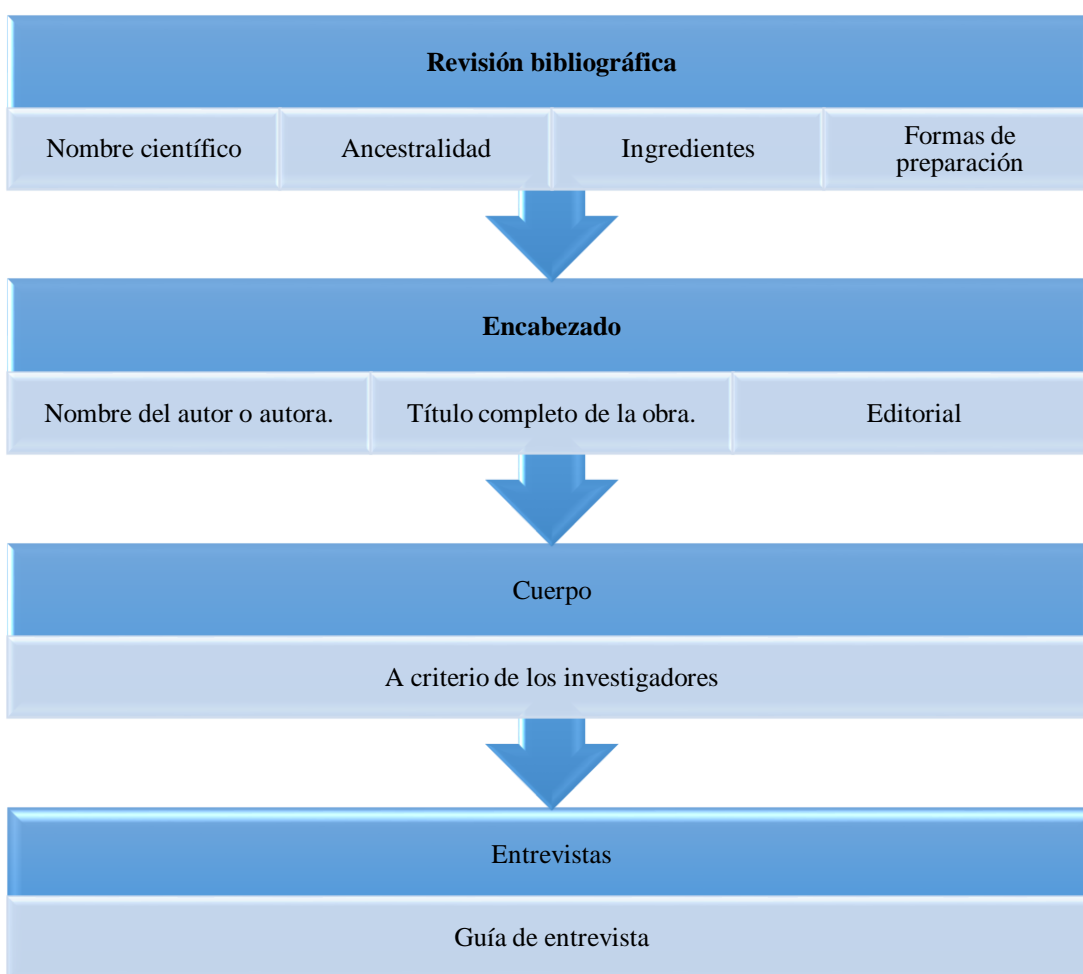 Revisión bibliográfica
Nombre científico
Ancestralidad
Ingredientes
Formas de
preparación
Encabezado
Nombre del autor o autora.
Título completo de la obra.
Editorial
Cuerpo
A criterio de los investigadores
Entrevistas
Guía de entrevista